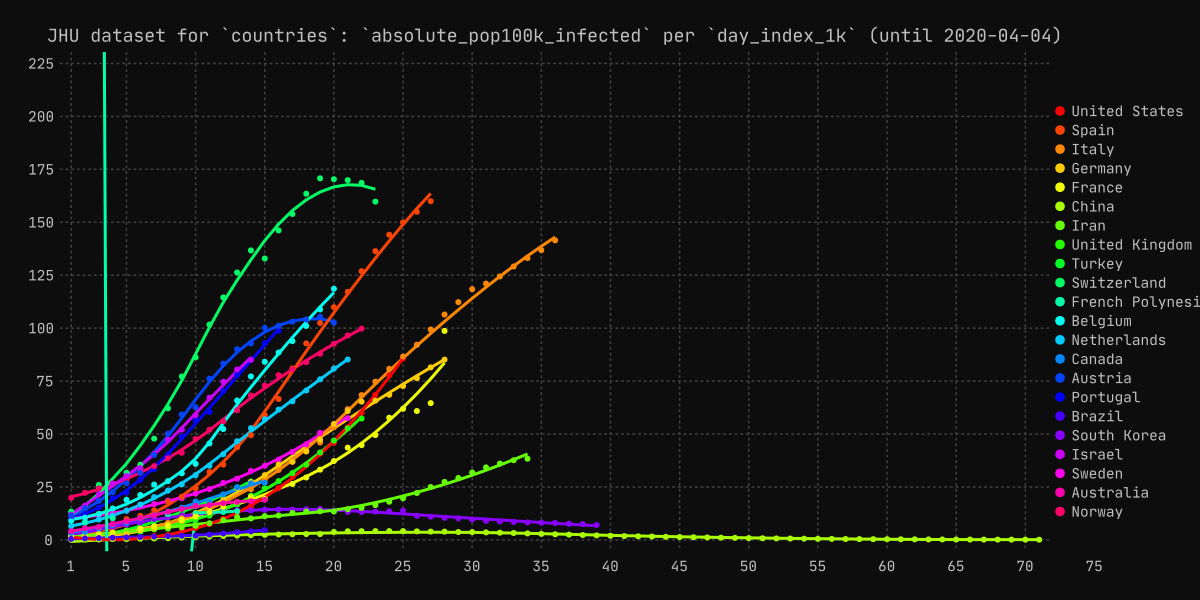 JHU dataset for `countries`: `absolute_pop100k_infected` per `day_index_1k` (until 2020-04-04)
225
200
175
150
125
100
75
50
25
0
1 5 10 15 20 25 30 35 40 45 50 55 60 65 70 75
United States
Spain
Italy
Germany
France
China
Iran
United Kingdom
Turkey
Switzerland
French Polynesi
Belgium
Netherlands
Canada
Austria
Portugal
Brazil
South Korea
Israel
Sweden
Australia
Norway